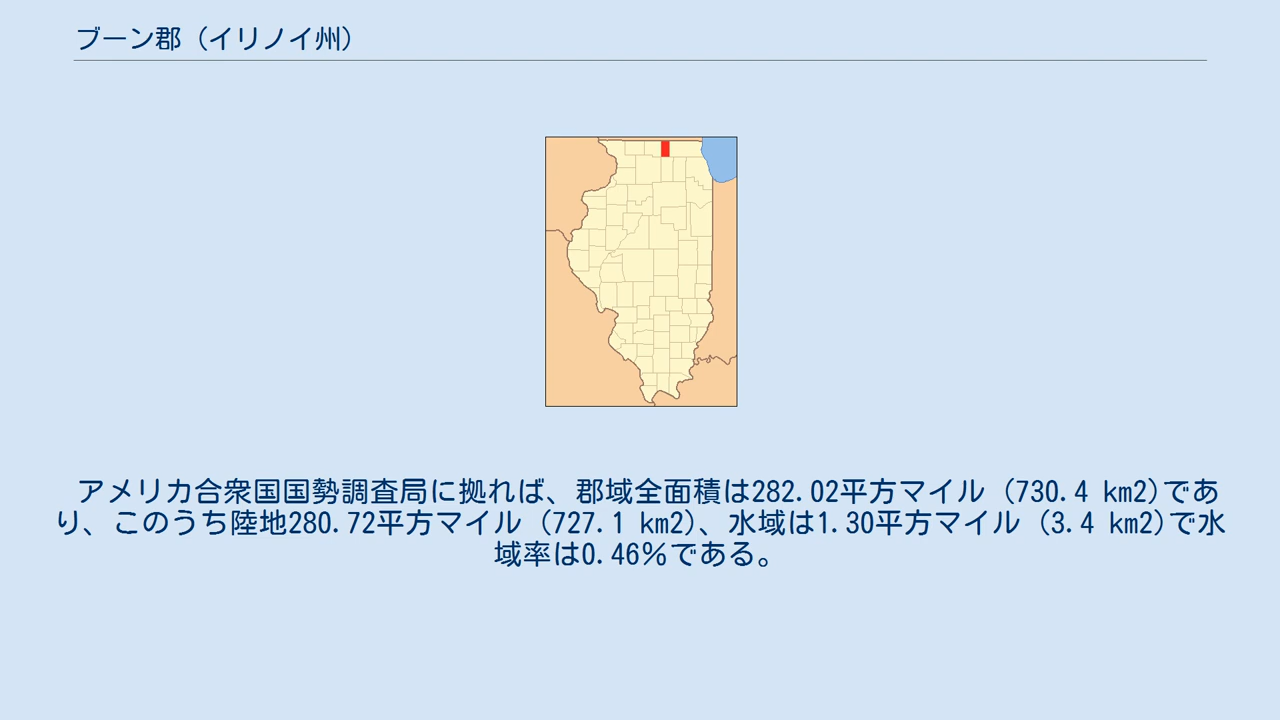 ブーン郡（イリノイ州）
アメリカ合衆国国勢調査局に拠れば、郡域全面積は282.02平方マイル (730.4 km2)であ
り、このうち陸地280.72平方マイル (727.1 km2)、水域は1.30平方マイル (3.4 km2)で水
域率は0.46%である。